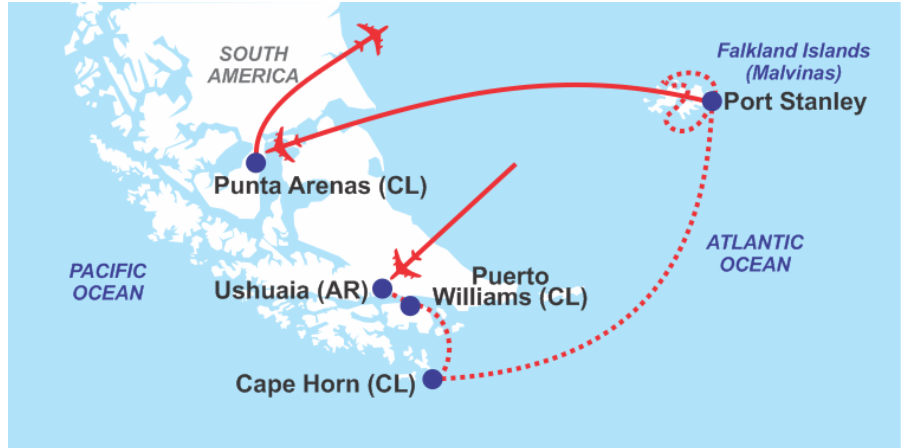 SOUTH
AMERICA
Falkland Islands
(Malvinas)
Port Stanley
Punta Arenas (CL)
ATLANTIC
OCEAN
PACIFIC
OCEAN
Ushuaia (AR)
Puerto
Williams (CL)
Cape Horn (CL)